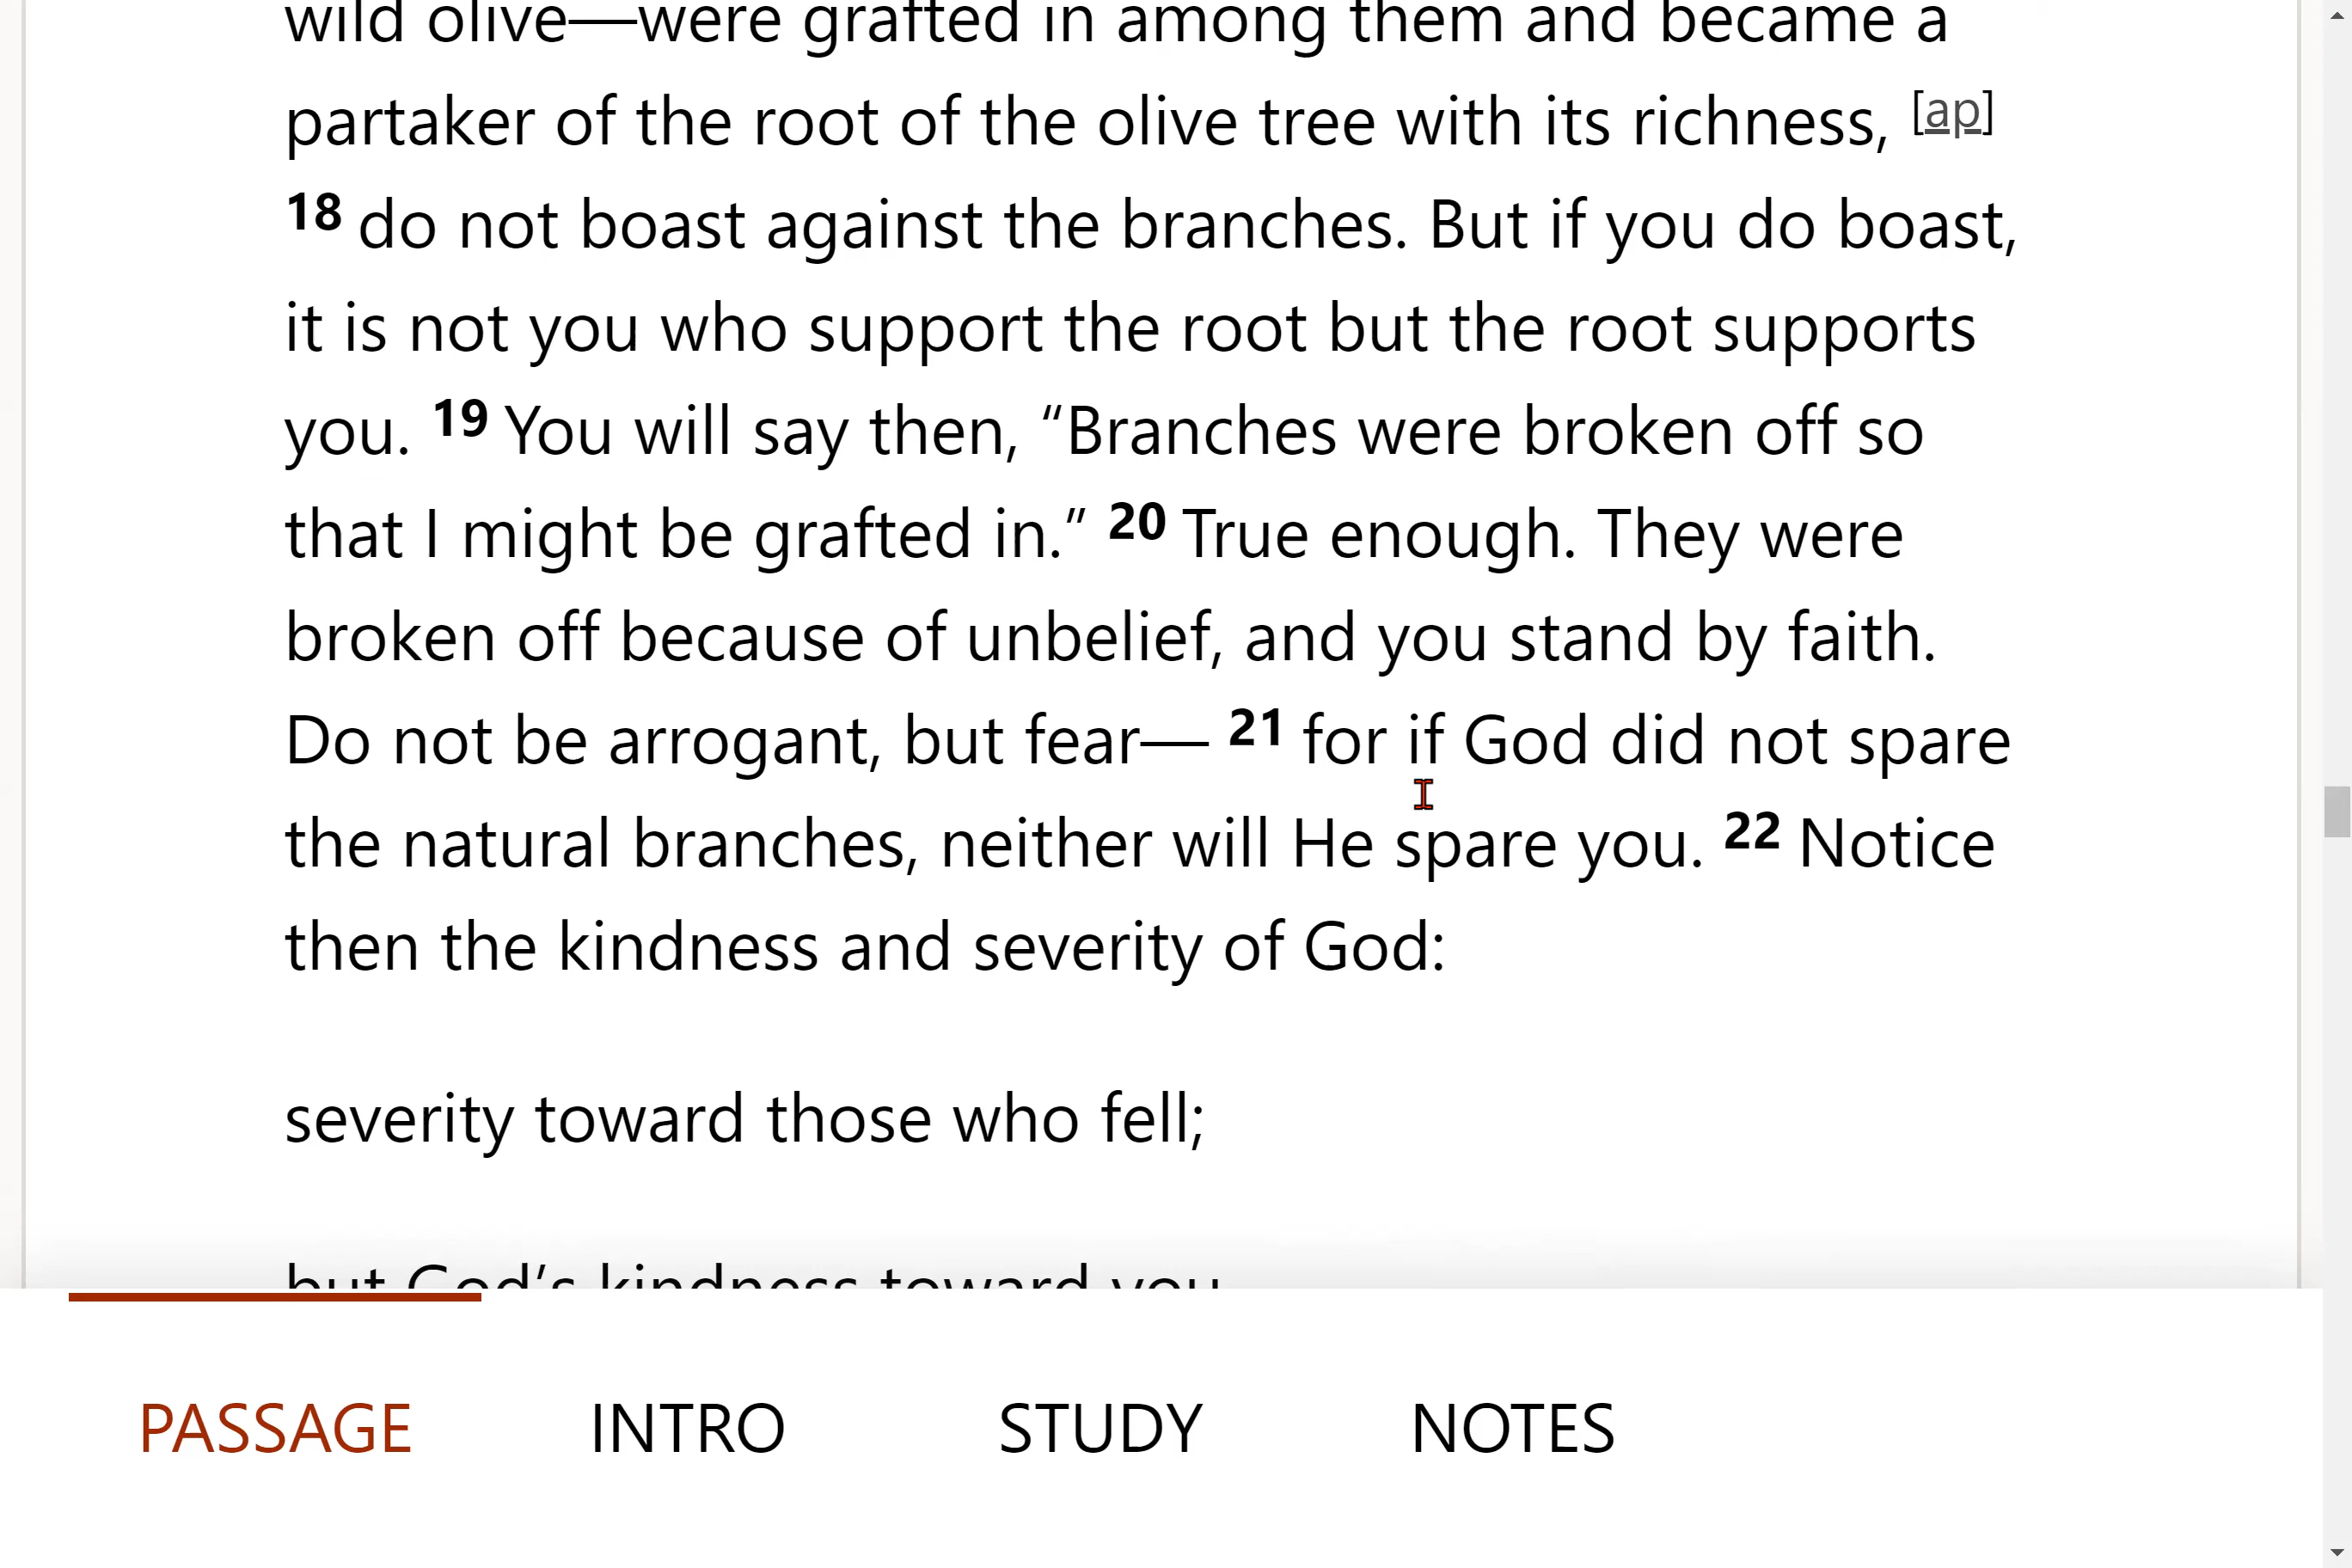 wild olive—were grafted in among them and became a
partaker of the root of the olive tree with its richness, [ap]
18 do not boast against the branches. But if you do boast,
it is not you who support the root but the root supports
you. 19 You will say then, “Branches were broken off so
that I might be grafted in.” 20 True enough. They were
broken off because of unbelief, and you stand by faith.
Do not be arrogant, but fear— 21 for if God did not spare
the natural branches, neither will He spare you. 22 Notice
then the kindness and severity of God:
severity toward those who fell;
but God’s kindness toward you
PASSAGE INTRO STUDY NOTES